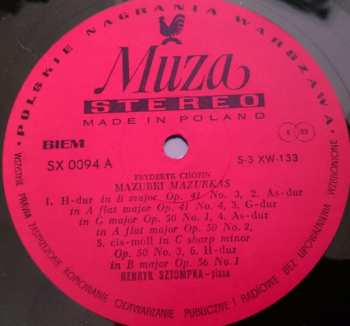 • POLSKIE NAGRANIA WARSZAWA •
Muza
STEREO
MADE IN POLAND
BIEM
SX 0094 A
S-3 XW-133
FRYDERYK CHOPIN
MAZURKI MAZURKAS
1. H-dur in B major Op. 41 No. 3, 2. As-dur
in A flat major Op. 41 No. 4, 3. G-dur
in G major Op. 50 No. 1, 4. As-dur
in A flat major Op. 50 No. 2,
5. cis-moll in C sharp minor
Op. 50 No. 3, 6. H-dur
in B major Op. 56 No. 1
HENRYK SZTOMPKA—piano
WSZELKIE PRAWA ZASTRZEŻONE KOPIOWANIE ODTWARZANIE PUBLICZNE I RADIOWE BEZ UPOWAŻNIENIA WZBRONIONE